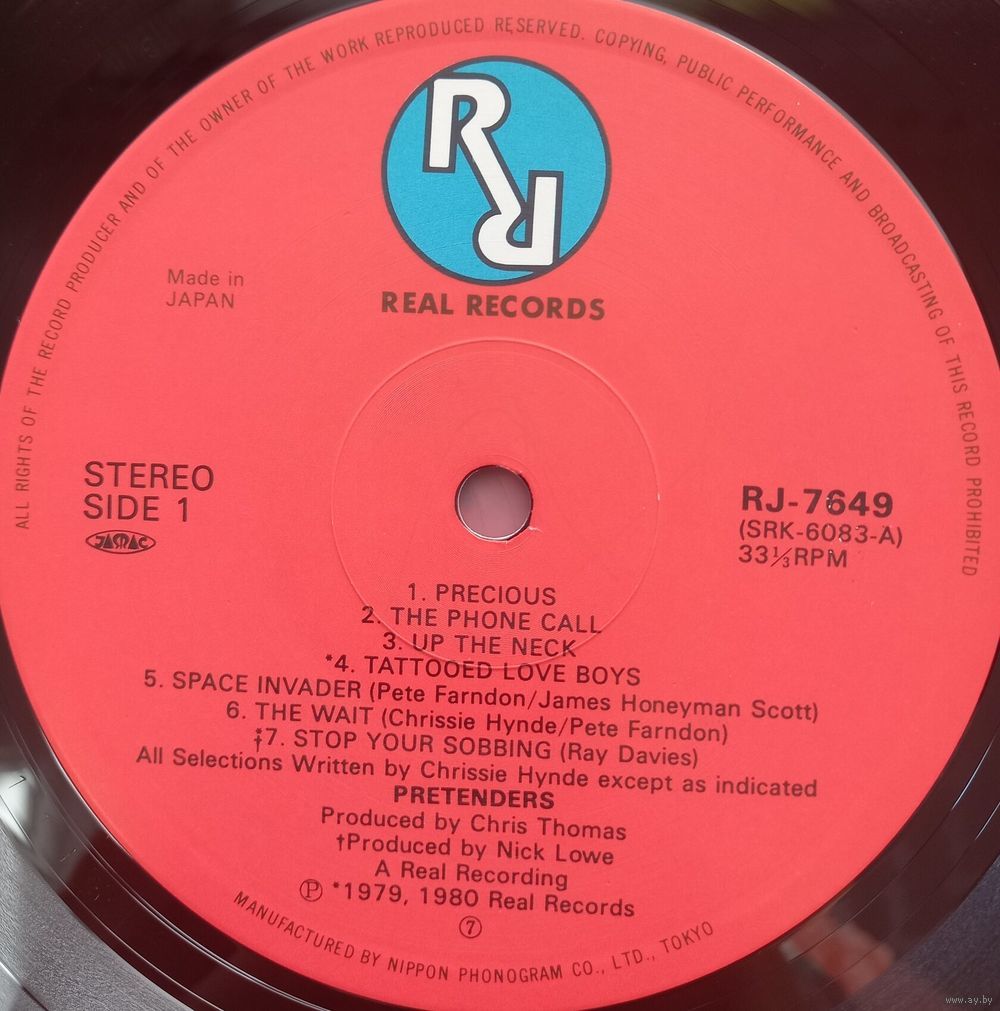 ALL RIGHTS OF THE RECORD PRODUCER AND OF THE OWNER OF THE WORK REPRODUCED RESERVED. COPYING, PUBLIC PERFORMANCE AND BROADCASTING OF THIS RECORD PROHIBITED
RR
REAL RECORDS
Made in
JAPAN
STEREO
SIDE 1
JASRAC
RJ-7649
(SRK-6083-A)
33⅓RPM
1. PRECIOUS
2. THE PHONE CALL
3. UP THE NECK
*4. TATTOOED LOVE BOYS
5. SPACE INVADER (Pete Farndon/James Honeyman Scott)
6. THE WAIT (Chrissie Hynde/Pete Farndon)
*†7. STOP YOUR SOBBING (Ray Davies)
All Selections Written by Chrissie Hynde except as indicated
PRETENDERS
Produced by Chris Thomas
†Produced by Nick Lowe
A Real Recording
Ⓟ *1979, 1980 Real Records
⑦
MANUFACTURED BY NIPPON PHONOGRAM CO., LTD., TOKYO
www.ay.by